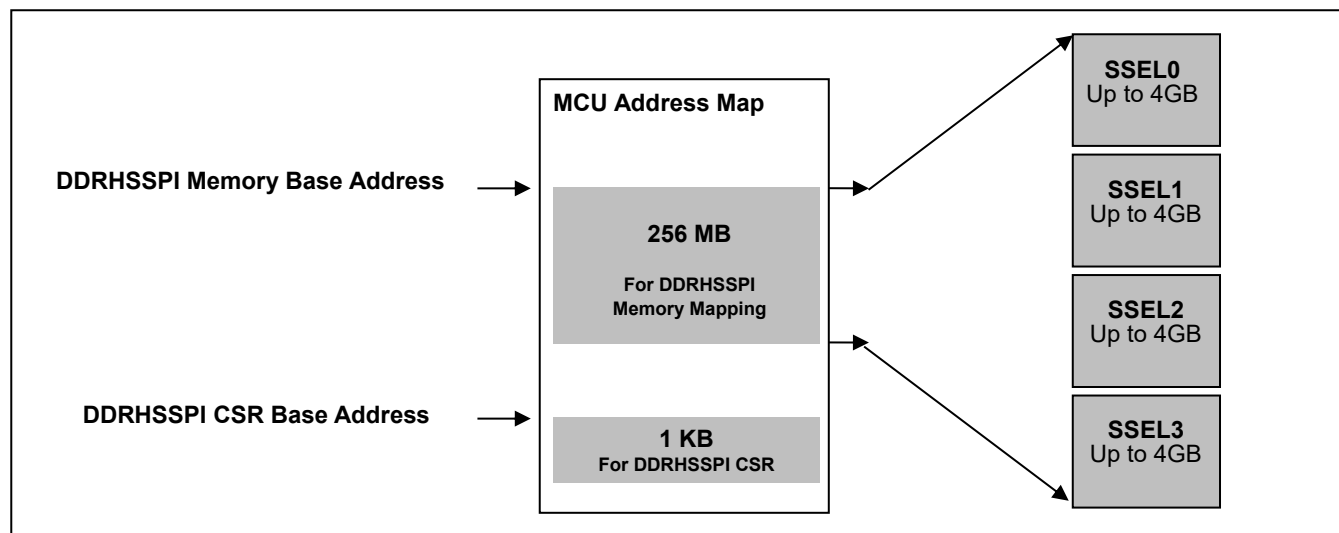 MCU Address Map
DDRHSSPI Memory Base Address
256 MB
For DDRHSSPI
Memory Mapping
DDRHSSPI CSR Base Address
1 KB
For DDRHSSPI CSR
SSEL0
Up to 4GB
SSEL1
Up to 4GB
SSEL2
Up to 4GB
SSEL3
Up to 4GB